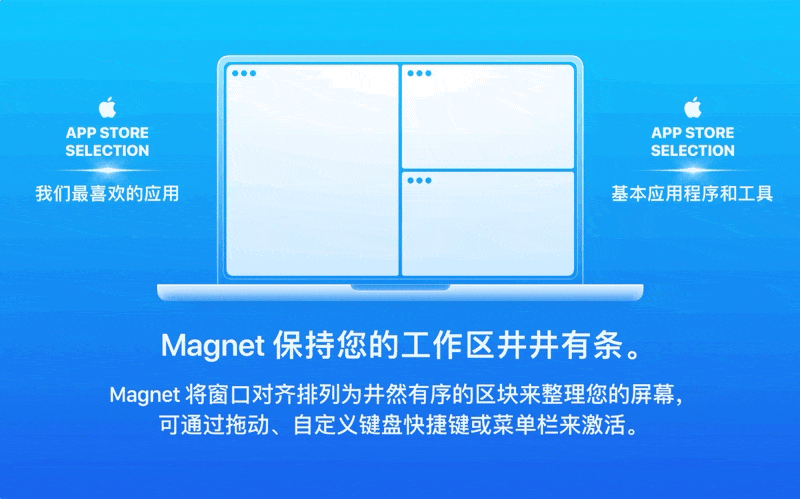 APP STORE
SELECTION
我们最喜欢的应用
APP STORE
SELECTION
基本应用程序和工具
Magnet 保持您的工作区井井有条。
Magnet 将窗口对齐排列为井然有序的区块来整理您的屏幕，
可通过拖动、自定义键盘快捷键或菜单栏来激活。